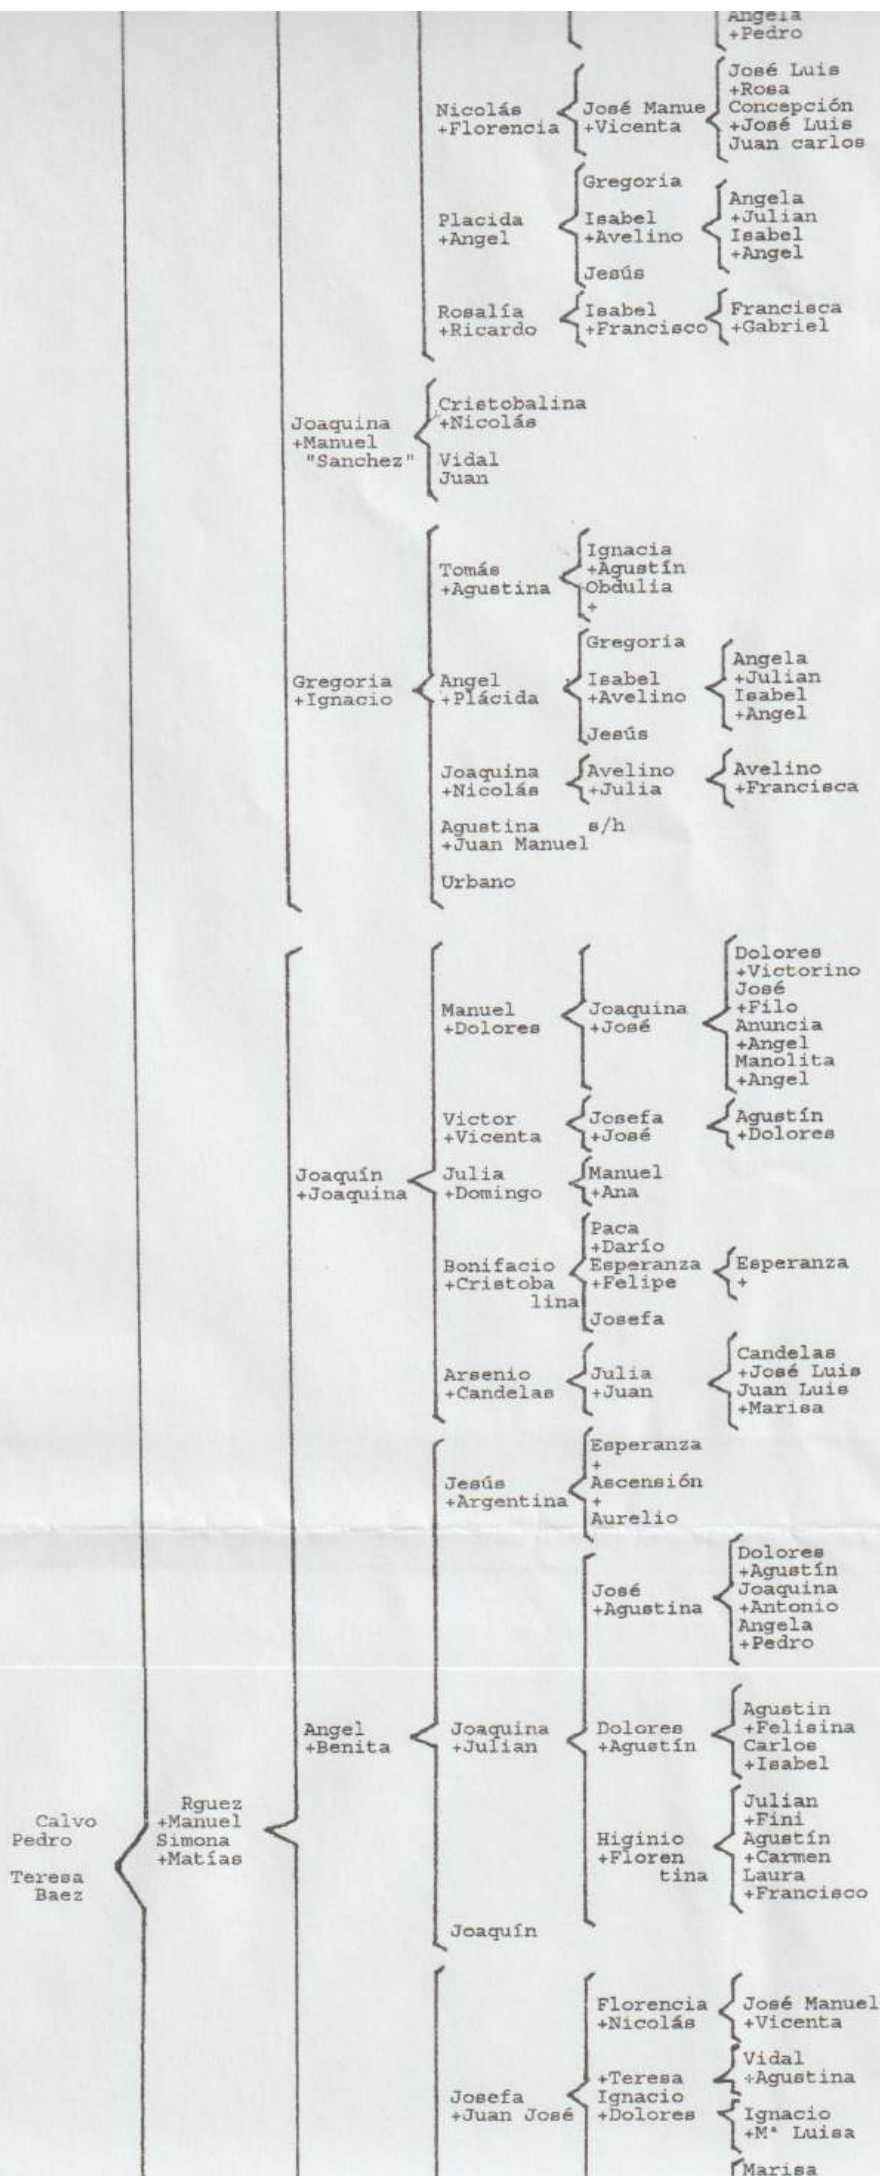 Angela
+Pedro
José Luis
+Rosa
Nicolás
+Florencia
José Manue
+Vicenta
Concepción
+José Luis
Juan carlos
Gregoria
Placida
+Angel
Isabel
+Avelino
Angela
+Julian
Isabel
+Angel
Jesús
Rosalía
+Ricardo
Isabel
+Francisco
Francisca
+Gabriel
Joaquina
+Manuel
"Sanchez"
Cristobalina
+Nicolás
Vidal
Juan
Gregoria
+Ignacio
Tomás
+Agustina
Ignacia
+Agustín
Obdulia
+
Angel
+Plácida
Gregoria
Isabel
+Avelino
Jesús
Angela
+Julian
Isabel
+Angel
Joaquina
+Nicolás
Avelino
+Julia
Avelino
+Francisca
Agustina s/h
+Juan Manuel
Urbano
Joaquín
+Joaquina
Manuel
+Dolores
Joaquina
+José
Dolores
+Victorino
José
+Filo
Anuncia
+Angel
Manolita
+Angel
Victor
+Vicenta
Josefa
+José
Agustín
+Dolores
Julia
+Domingo
Manuel
+Ana
Bonifacio
+Cristoba
lina
Paca
+Darío
Esperanza
+Felipe
Josefa
Esperanza
+
Arsenio
+Candelas
Julia
+Juan
Candelas
+José Luis
Juan Luis
+Marisa
Calvo
Pedro
Teresa
Baez
Rguez
+Manuel
Simona
+Matías
Angel
+Benita
Jesús
+Argentina
Esperanza
+
Ascensión
+
Aurelio
Joaquina
+Julian
José
+Agustina
Dolores
+Agustín
Joaquina
+Antonio
Angela
+Pedro
Dolores
+Agustín
Agustin
+Felisina
Carlos
+Isabel
Higinio
+Floren
tina
Julian
+Fini
Agustín
+Carmen
Laura
+Francisco
Joaquín
Josefa
+Juan José
Florencia
+Nicolás
José Manuel
+Vicenta
+Teresa
Ignacio
+Dolores
Vidal
+Agustina
Ignacio
+Mª Luisa
Marisa